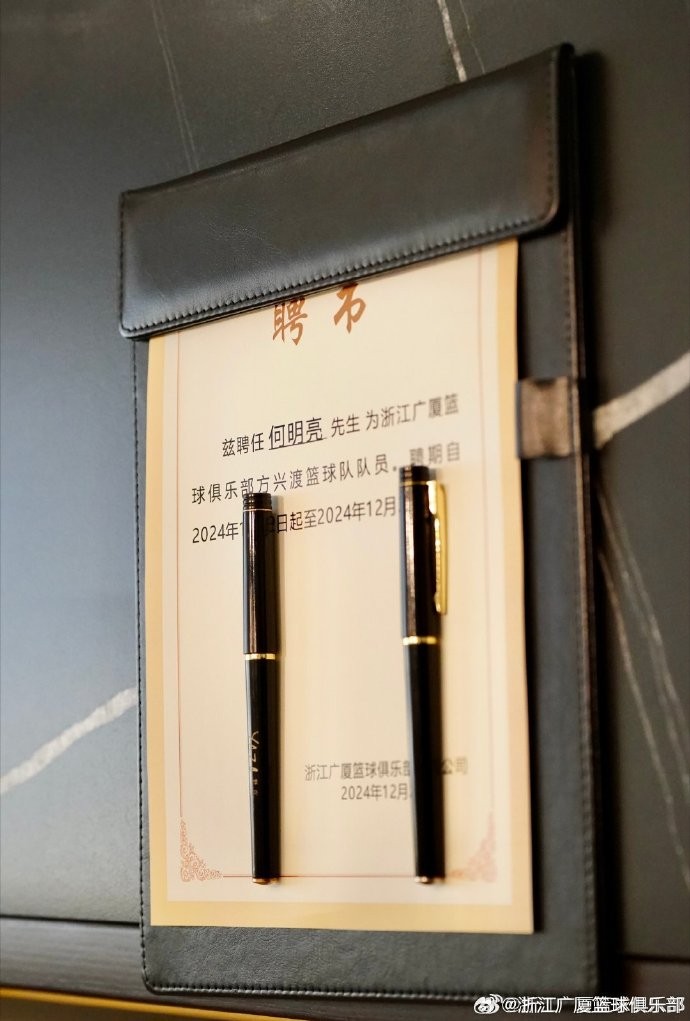 聘书
兹聘任何明亮先生为浙江广厦篮
球俱乐部方兴渡篮球队队员。聘期自
2024年1 日起至2024年12月
浙江广厦篮球俱乐部 公司
2024年12月
@浙江广厦篮球俱乐部